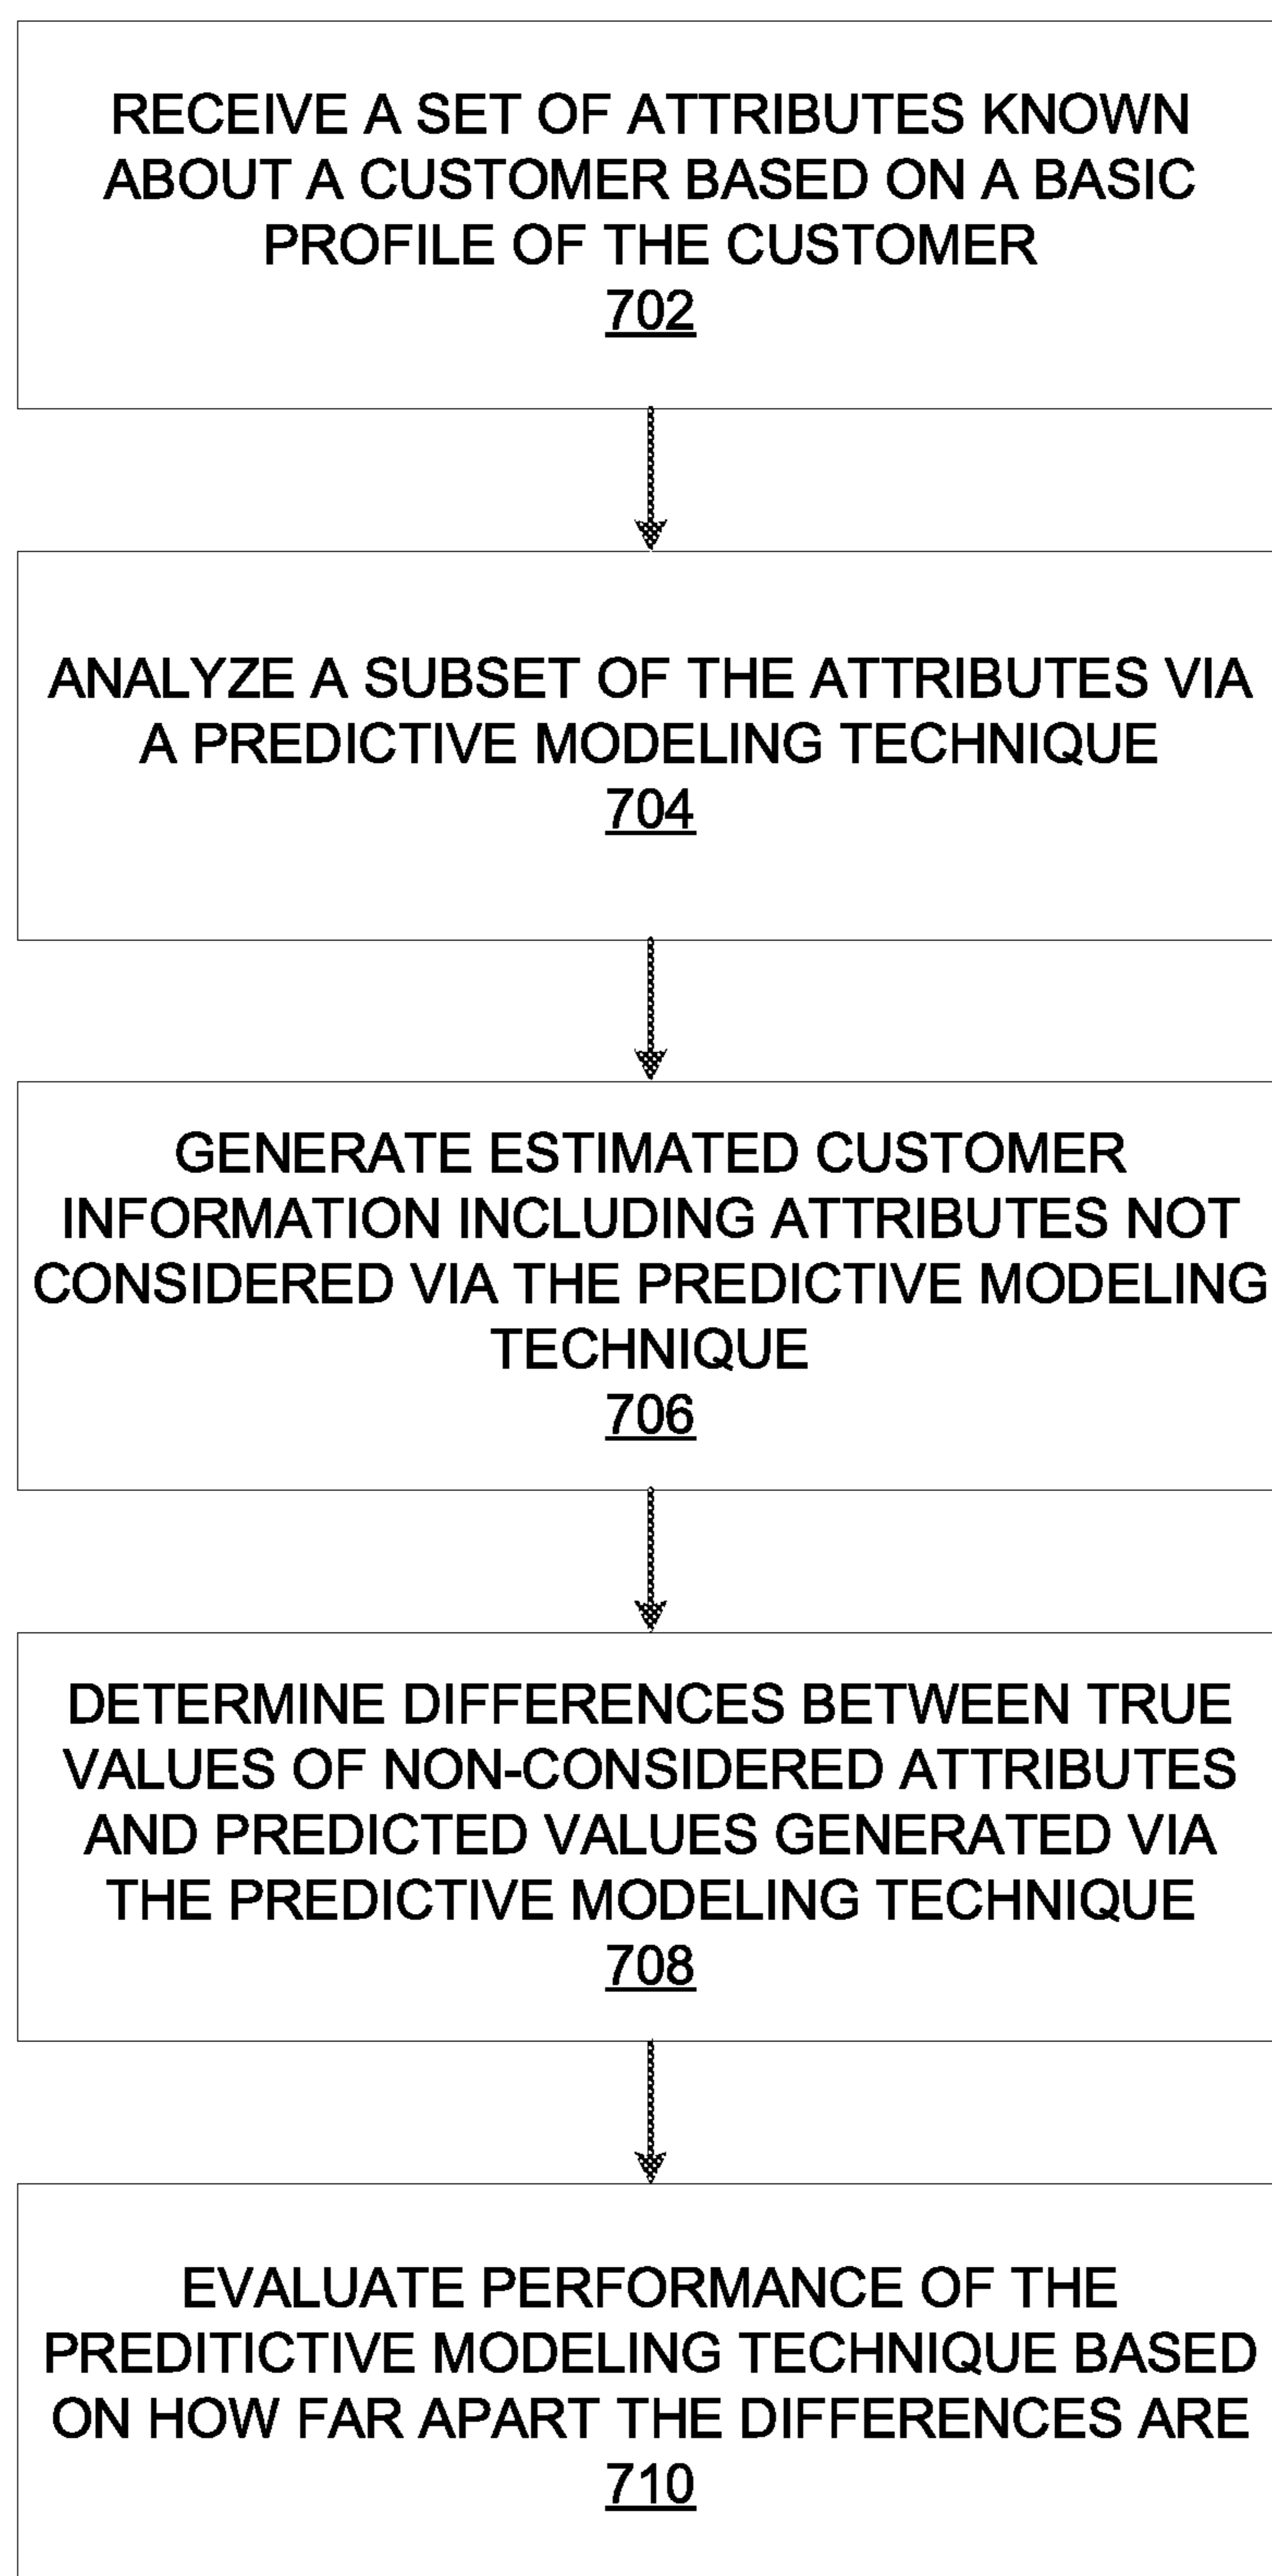 RECEIVE A SET OF ATTRIBUTES KNOWN
ABOUT A CUSTOMER BASED ON A BASIC
PROFILE OF THE CUSTOMER
702
ANALYZE A SUBSET OF THE ATTRIBUTES VIA
A PREDICTIVE MODELING TECHNIQUE
704
GENERATE ESTIMATED CUSTOMER
INFORMATION INCLUDING ATTRIBUTES NOT
CONSIDERED VIA THE PREDICTIVE MODELING
TECHNIQUE
706
DETERMINE DIFFERENCES BETWEEN TRUE
VALUES OF NON-CONSIDERED ATTRIBUTES
AND PREDICTED VALUES GENERATED VIA
THE PREDICTIVE MODELING TECHNIQUE
708
EVALUATE PERFORMANCE OF THE
PREDITICTIVE MODELING TECHNIQUE BASED
ON HOW FAR APART THE DIFFERENCES ARE
710